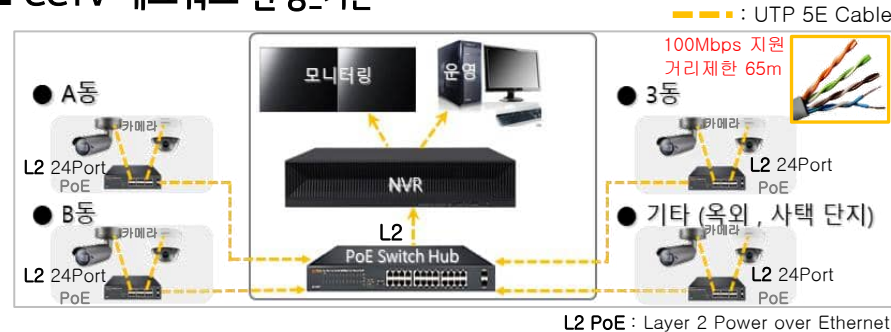 : UTP 5E Cable
100Mbps 지원
거리제한 65m
● A동
카메라
L2 24Port
PoE
● B동
카메라
L2 24Port
PoE
모니터링
운영
NVR
L2
PoE Switch Hub
● 3동
카메라
L2 24Port
PoE
● 기타 (옥외 , 사택 단지)
카메라
L2 24Port
PoE
L2 PoE : Layer 2 Power over Ethernet